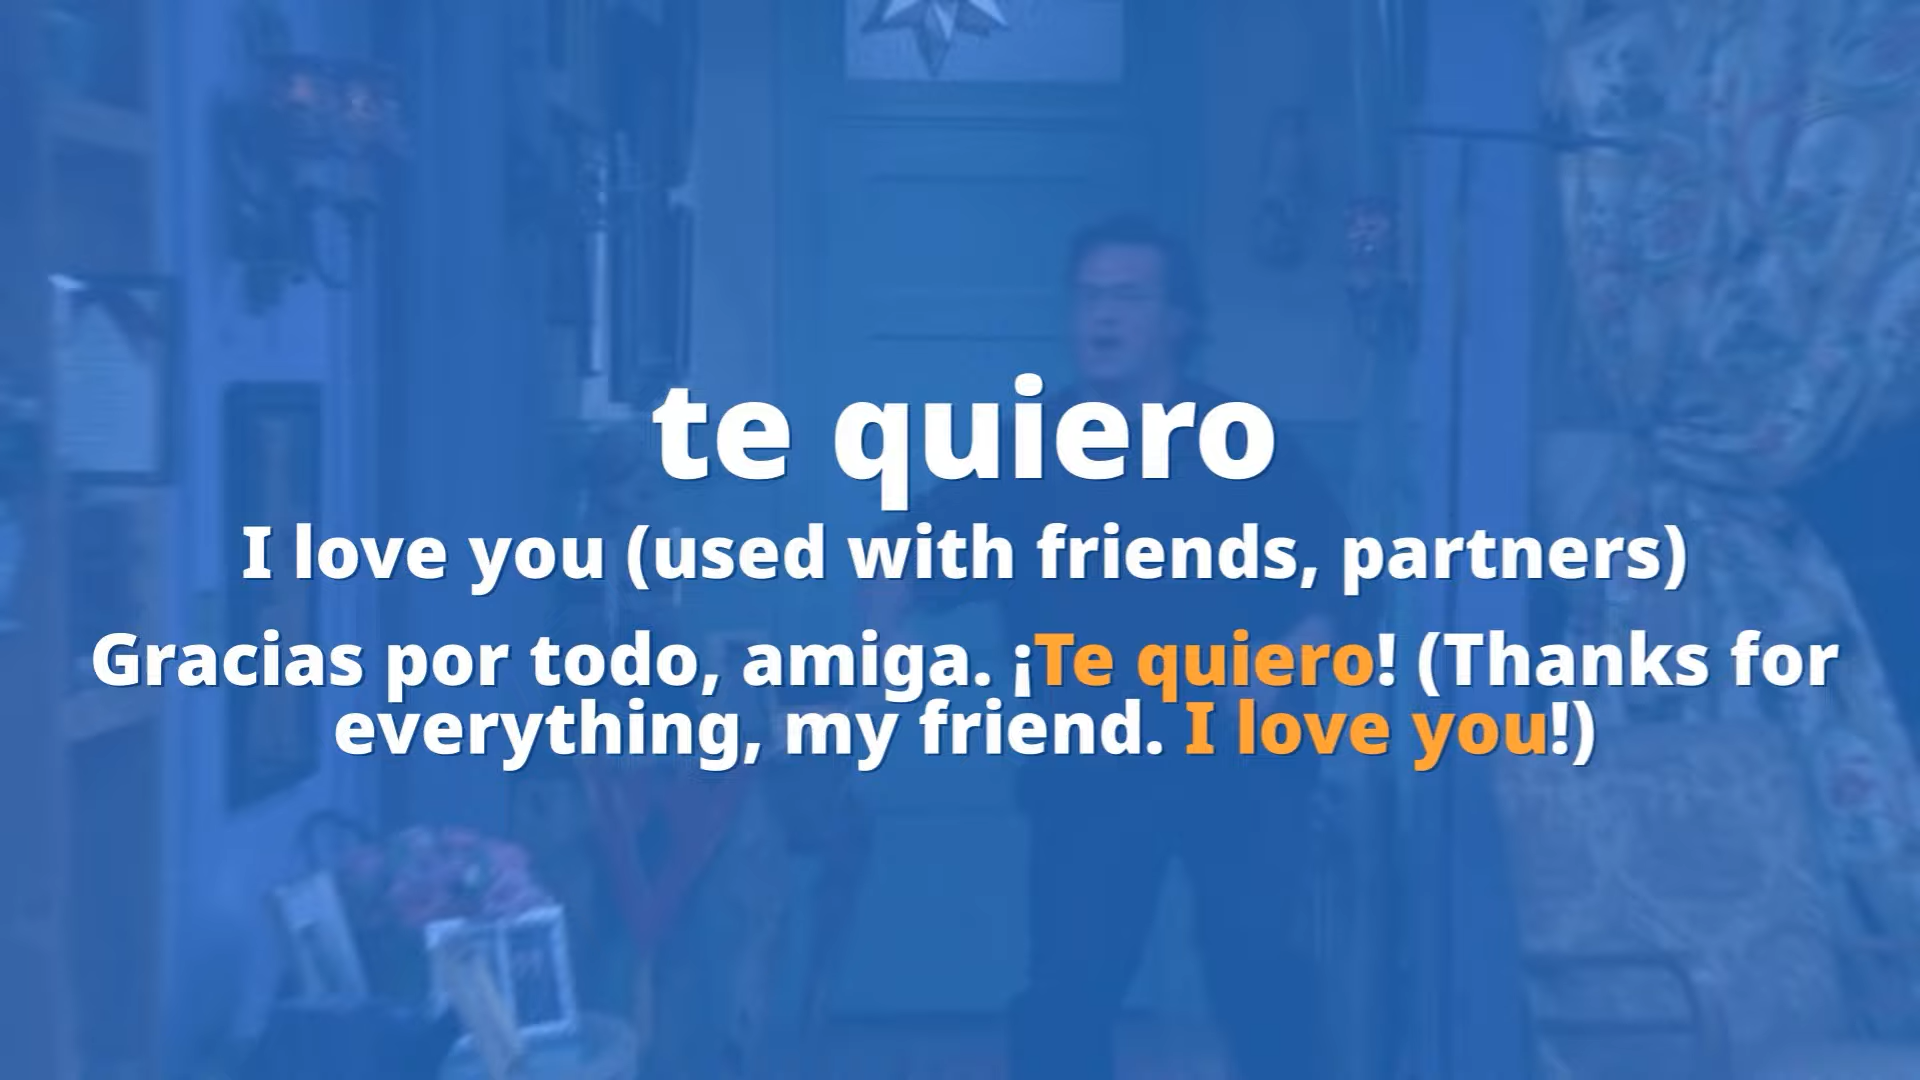 te quiero
I love you (used with friends, partners)
Gracias por todo, amiga. ¡Te quiero! (Thanks for
everything, my friend. I love you!)